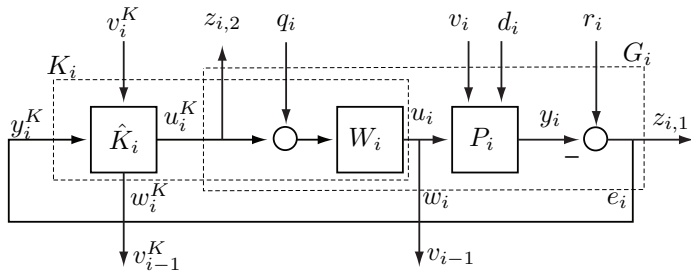 v_i^K z_{i,2} q_i v_i d_i r_i
K_i G_i
y_i^K u_i^K u_i y_i z_{i,1}
\hat{K}_i W_i P_i
–
w_i^K w_i e_i
v_{i-1}^K v_{i-1}